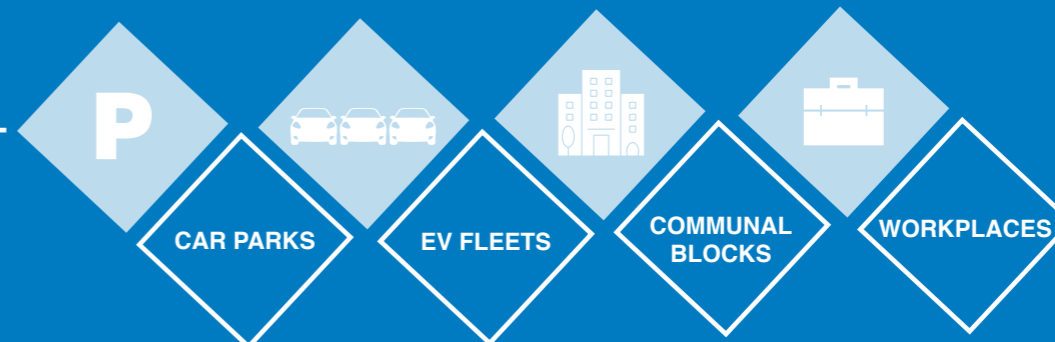 P
CAR PARKS
EV FLEETS
COMMUNAL
BLOCKS
WORKPLACES